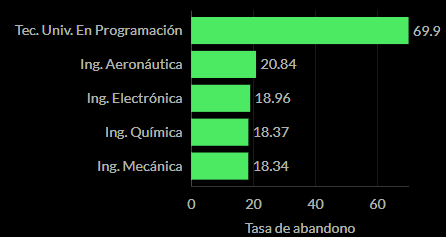 Tec. Univ. En Programación 69.9
Ing. Aeronáutica 20.84
Ing. Electrónica 18.96
Ing. Química 18.37
Ing. Mecánica 18.34
0 20 40 60
Tasa de abandono